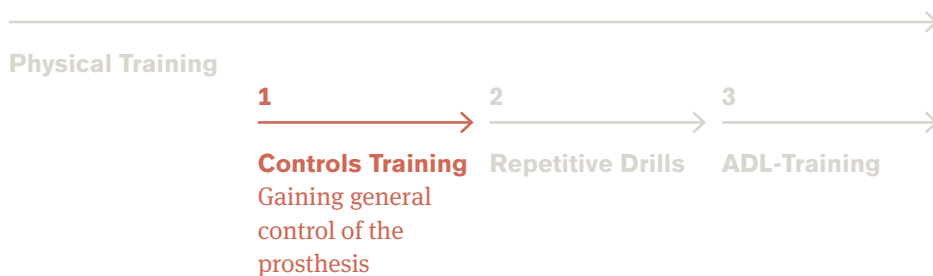 Physical Training
1
2
3
Controls Training
Repetitive Drills
ADL-Training
Gaining general
control of the
prosthesis